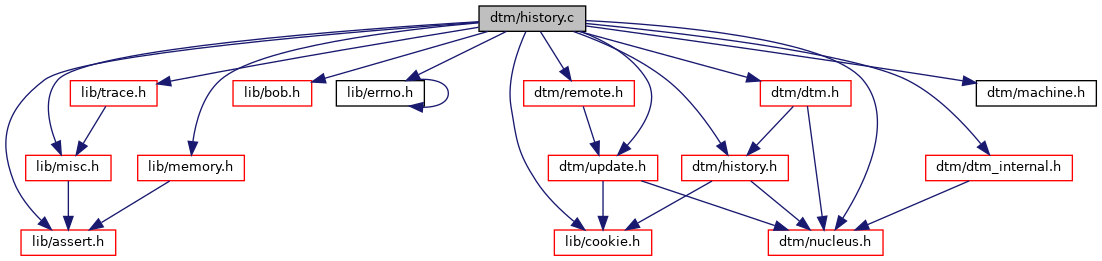 dtm/history.c
lib/trace.h
lib/bob.h
lib/errno.h
dtm/remote.h
dtm/dtm.h
dtm/machine.h
lib/misc.h
lib/memory.h
dtm/update.h
dtm/history.h
dtm/dtm_internal.h
lib/assert.h
lib/cookie.h
dtm/nucleus.h